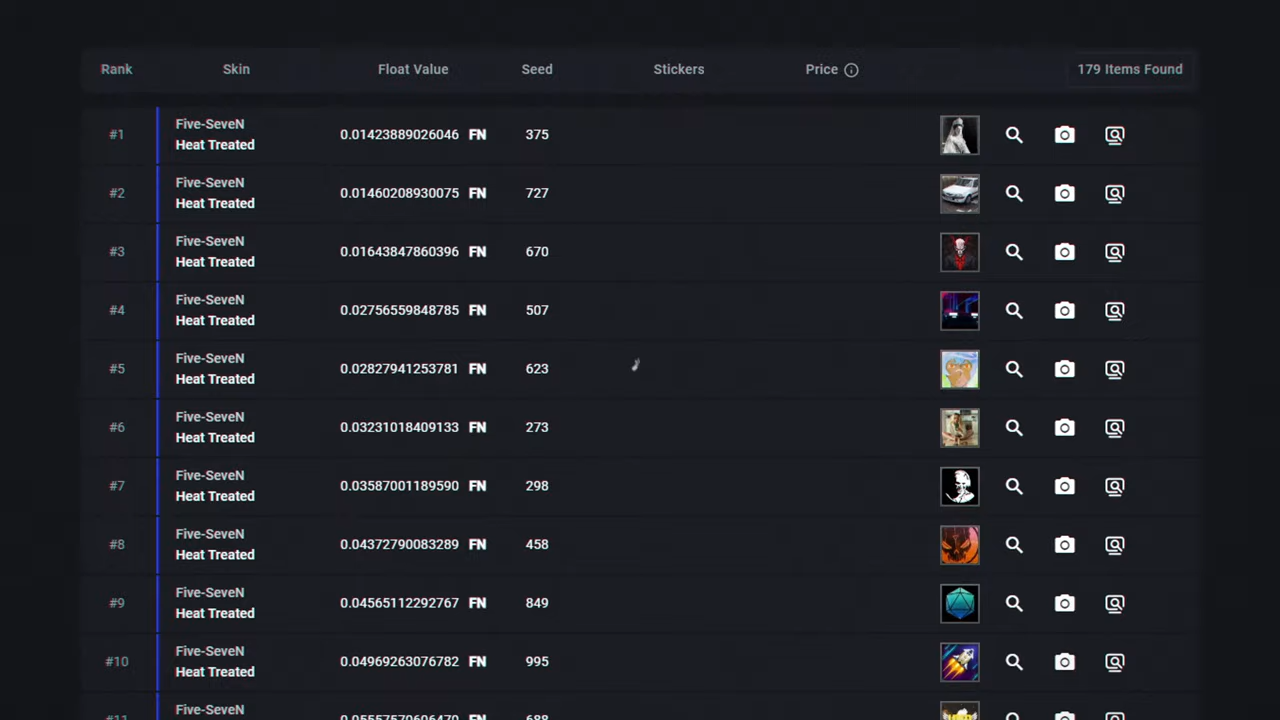 Rank Skin Float Value Seed Stickers Price 179 Items Found
#1 Five-SeveN Heat Treated 0.01423889026046 FN 375
#2 Five-SeveN Heat Treated 0.01460208930075 FN 727
#3 Five-SeveN Heat Treated 0.01643847860396 FN 670
#4 Five-SeveN Heat Treated 0.02756559848785 FN 507
#5 Five-SeveN Heat Treated 0.02827941253781 FN 623
#6 Five-SeveN Heat Treated 0.03231018409133 FN 273
#7 Five-SeveN Heat Treated 0.03587001189590 FN 298
#8 Five-SeveN Heat Treated 0.04372790083289 FN 458
#9 Five-SeveN Heat Treated 0.04565112292767 FN 849
#10 Five-SeveN Heat Treated 0.04969263076782 FN 995
#11 Five-SeveN FN 688